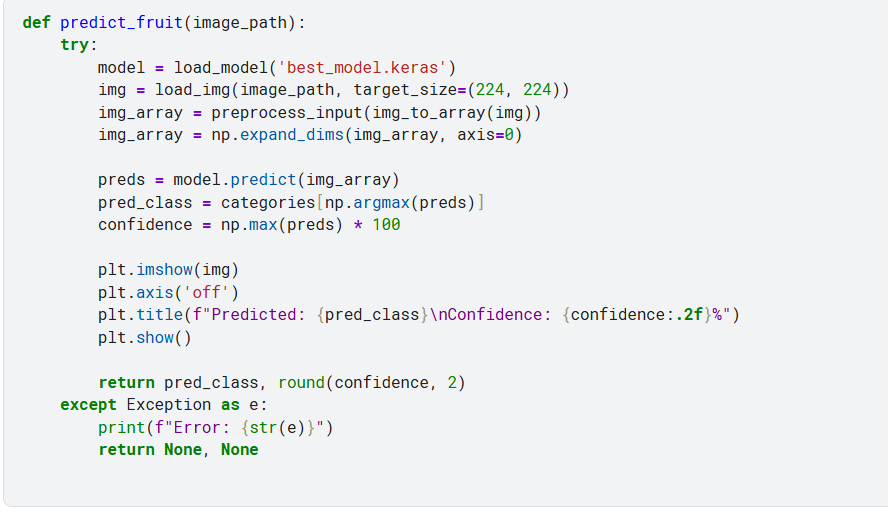 def predict_fruit(image_path):
    try:
        model = load_model('best_model.keras')
        img = load_img(image_path, target_size=(224, 224))
        img_array = preprocess_input(img_to_array(img))
        img_array = np.expand_dims(img_array, axis=0)

        preds = model.predict(img_array)
        pred_class = categories[np.argmax(preds)]
        confidence = np.max(preds) * 100

        plt.imshow(img)
        plt.axis('off')
        plt.title(f"Predicted: {pred_class}\nConfidence: {confidence:.2f}%")
        plt.show()

        return pred_class, round(confidence, 2)
    except Exception as e:
        print(f"Error: {str(e)}")
        return None, None